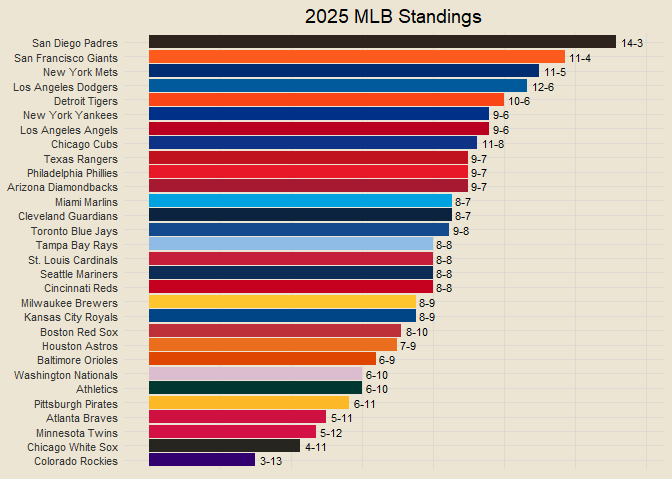 2025 MLB Standings
San Diego Padres 14-3
San Francisco Giants 11-4
New York Mets 11-5
Los Angeles Dodgers 12-6
Detroit Tigers 10-6
New York Yankees 9-6
Los Angeles Angels 9-6
Chicago Cubs 11-8
Texas Rangers 9-7
Philadelphia Phillies 9-7
Arizona Diamondbacks 9-7
Miami Marlins 8-7
Cleveland Guardians 8-7
Toronto Blue Jays 9-8
Tampa Bay Rays 8-8
St. Louis Cardinals 8-8
Seattle Mariners 8-8
Cincinnati Reds 8-8
Milwaukee Brewers 8-9
Kansas City Royals 8-9
Boston Red Sox 8-10
Houston Astros 7-9
Baltimore Orioles 6-9
Washington Nationals 6-10
Athletics 6-10
Pittsburgh Pirates 6-11
Atlanta Braves 5-11
Minnesota Twins 5-12
Chicago White Sox 4-11
Colorado Rockies 3-13